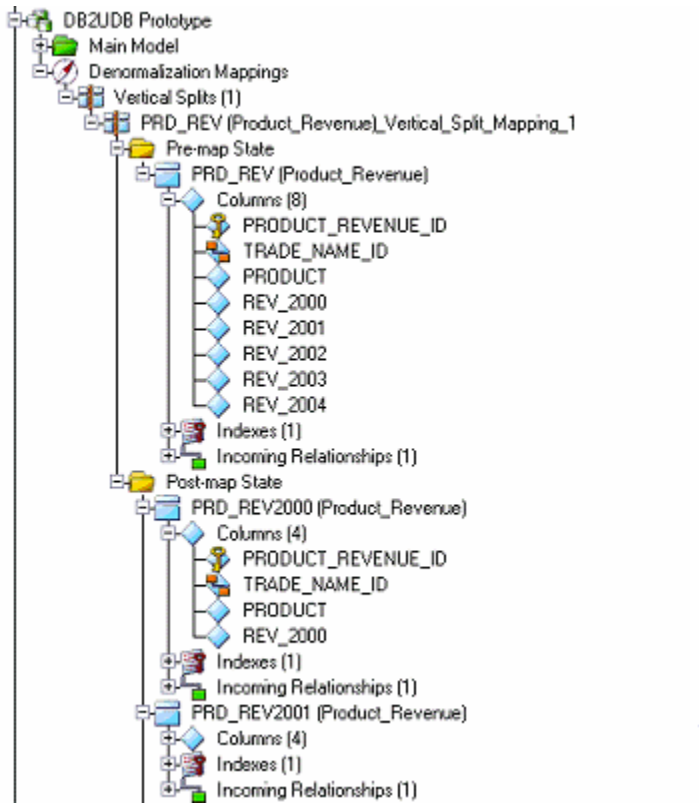 DB2UDB Prototype
Main Model
Denormalization Mappings
Vertical Splits (1)
PRD_REV (Product_Revenue)_Vertical_Split_Mapping_1
Pre-map State
PRD_REV (Product_Revenue)
Columns (8)
PRODUCT_REVENUE_ID
TRADE_NAME_ID
PRODUCT
REV_2000
REV_2001
REV_2002
REV_2003
REV_2004
Indexes (1)
Incoming Relationships (1)
Post-map State
PRD_REV2000 (Product_Revenue)
Columns (4)
PRODUCT_REVENUE_ID
TRADE_NAME_ID
PRODUCT
REV_2000
Indexes (1)
Incoming Relationships (1)
PRD_REV2001 (Product_Revenue)
Columns (4)
Indexes (1)
Incoming Relationships (1)